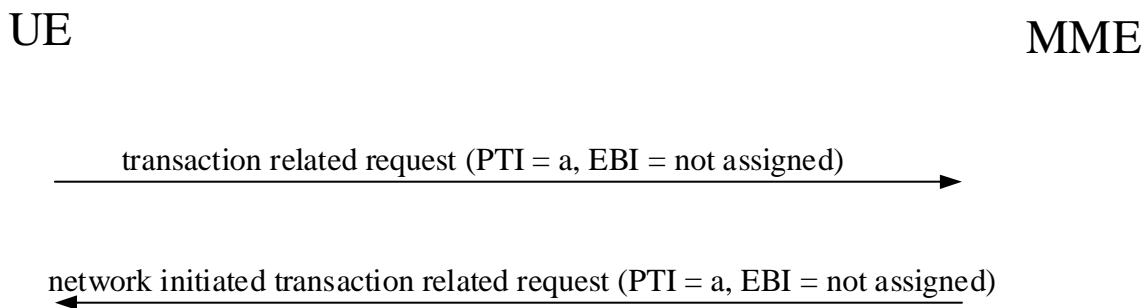 UE
MME
transaction related request (PTI = a, EBI = not assigned)
network initiated transaction related request (PTI = a, EBI = not assigned)